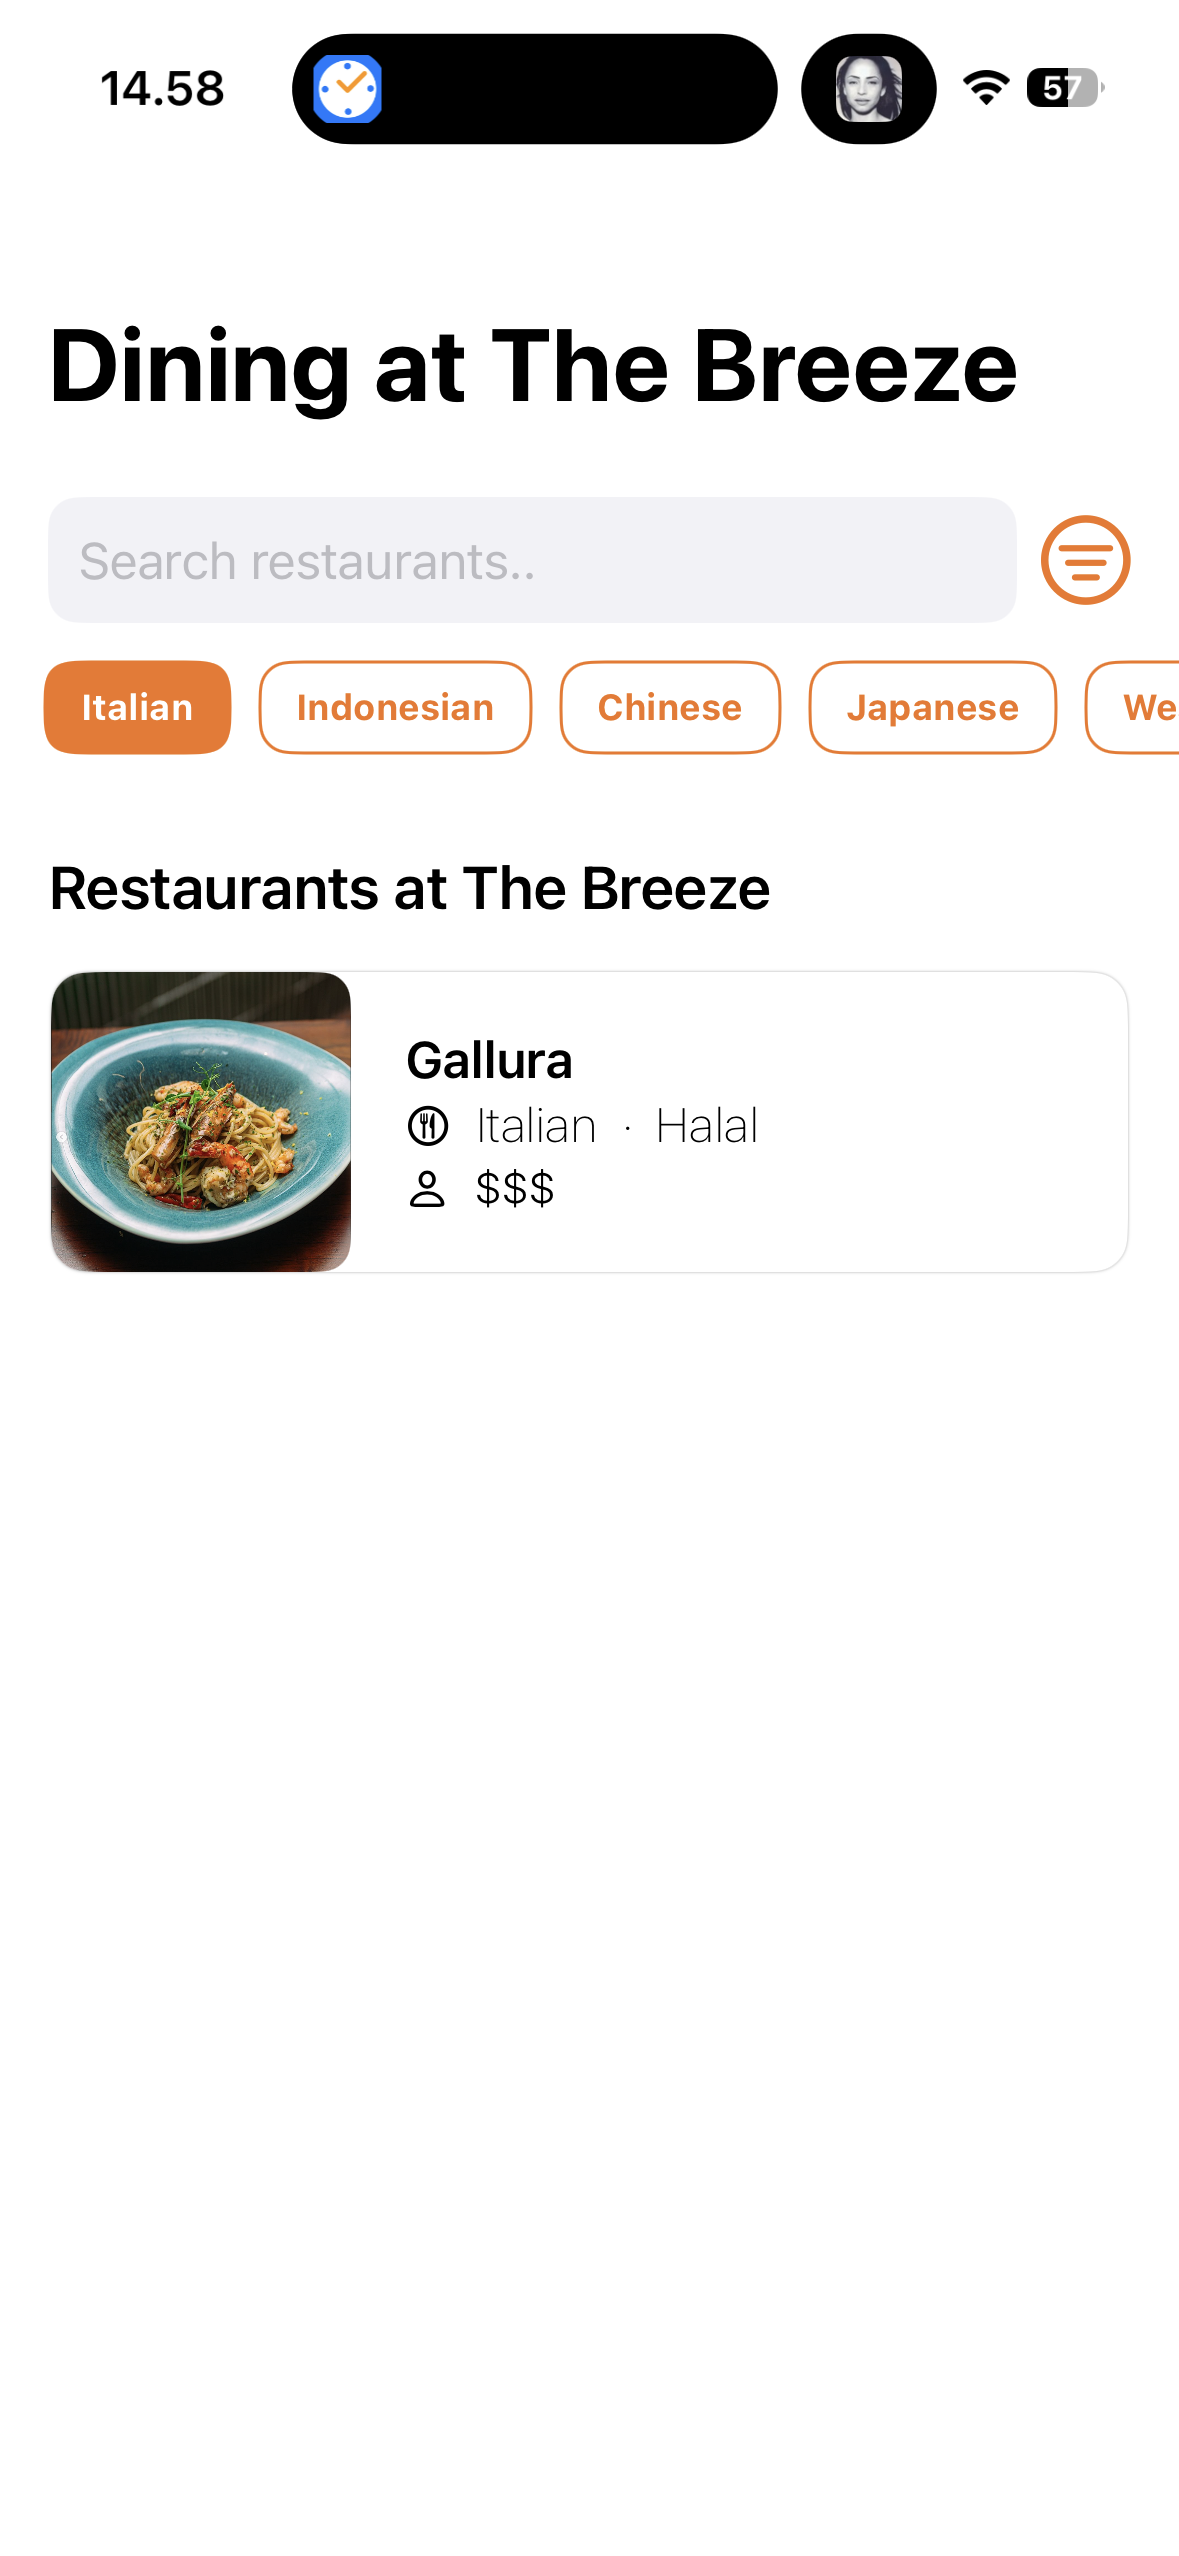 14.58
57
Dining at The Breeze
Search restaurants..
Italian
Indonesian
Chinese
Japanese
We
Restaurants at The Breeze
Gallura
Italian · Halal
$$$